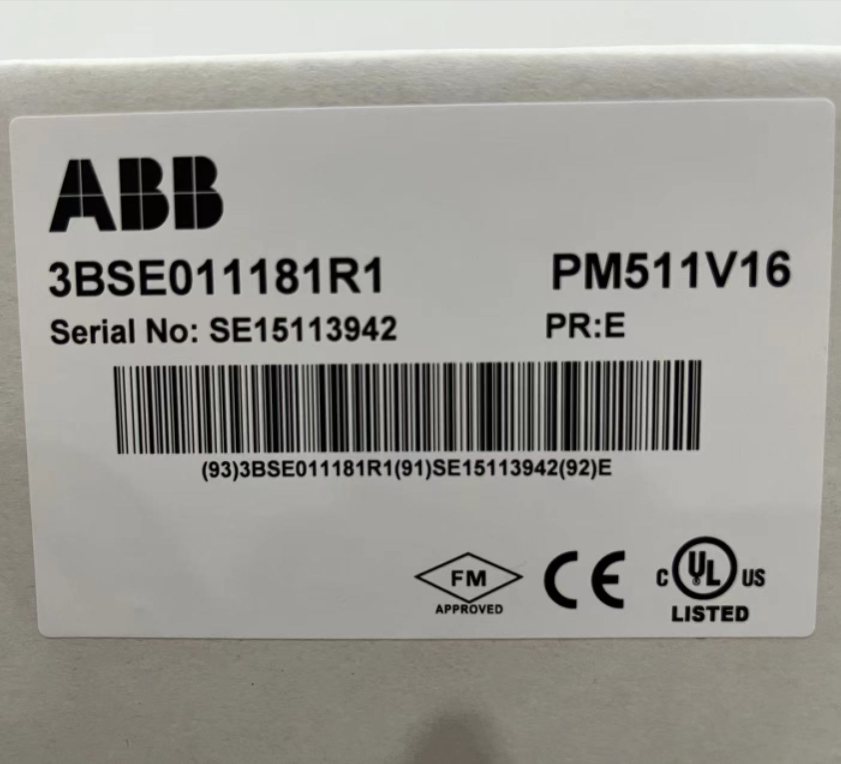 ABB
3BSE011181R1 PM511V16
Serial No: SE15113942 PR:E
(93)3BSE011181R1(91)SE15113942(92)E
FM
APPROVED
CE
C UL US
LISTED